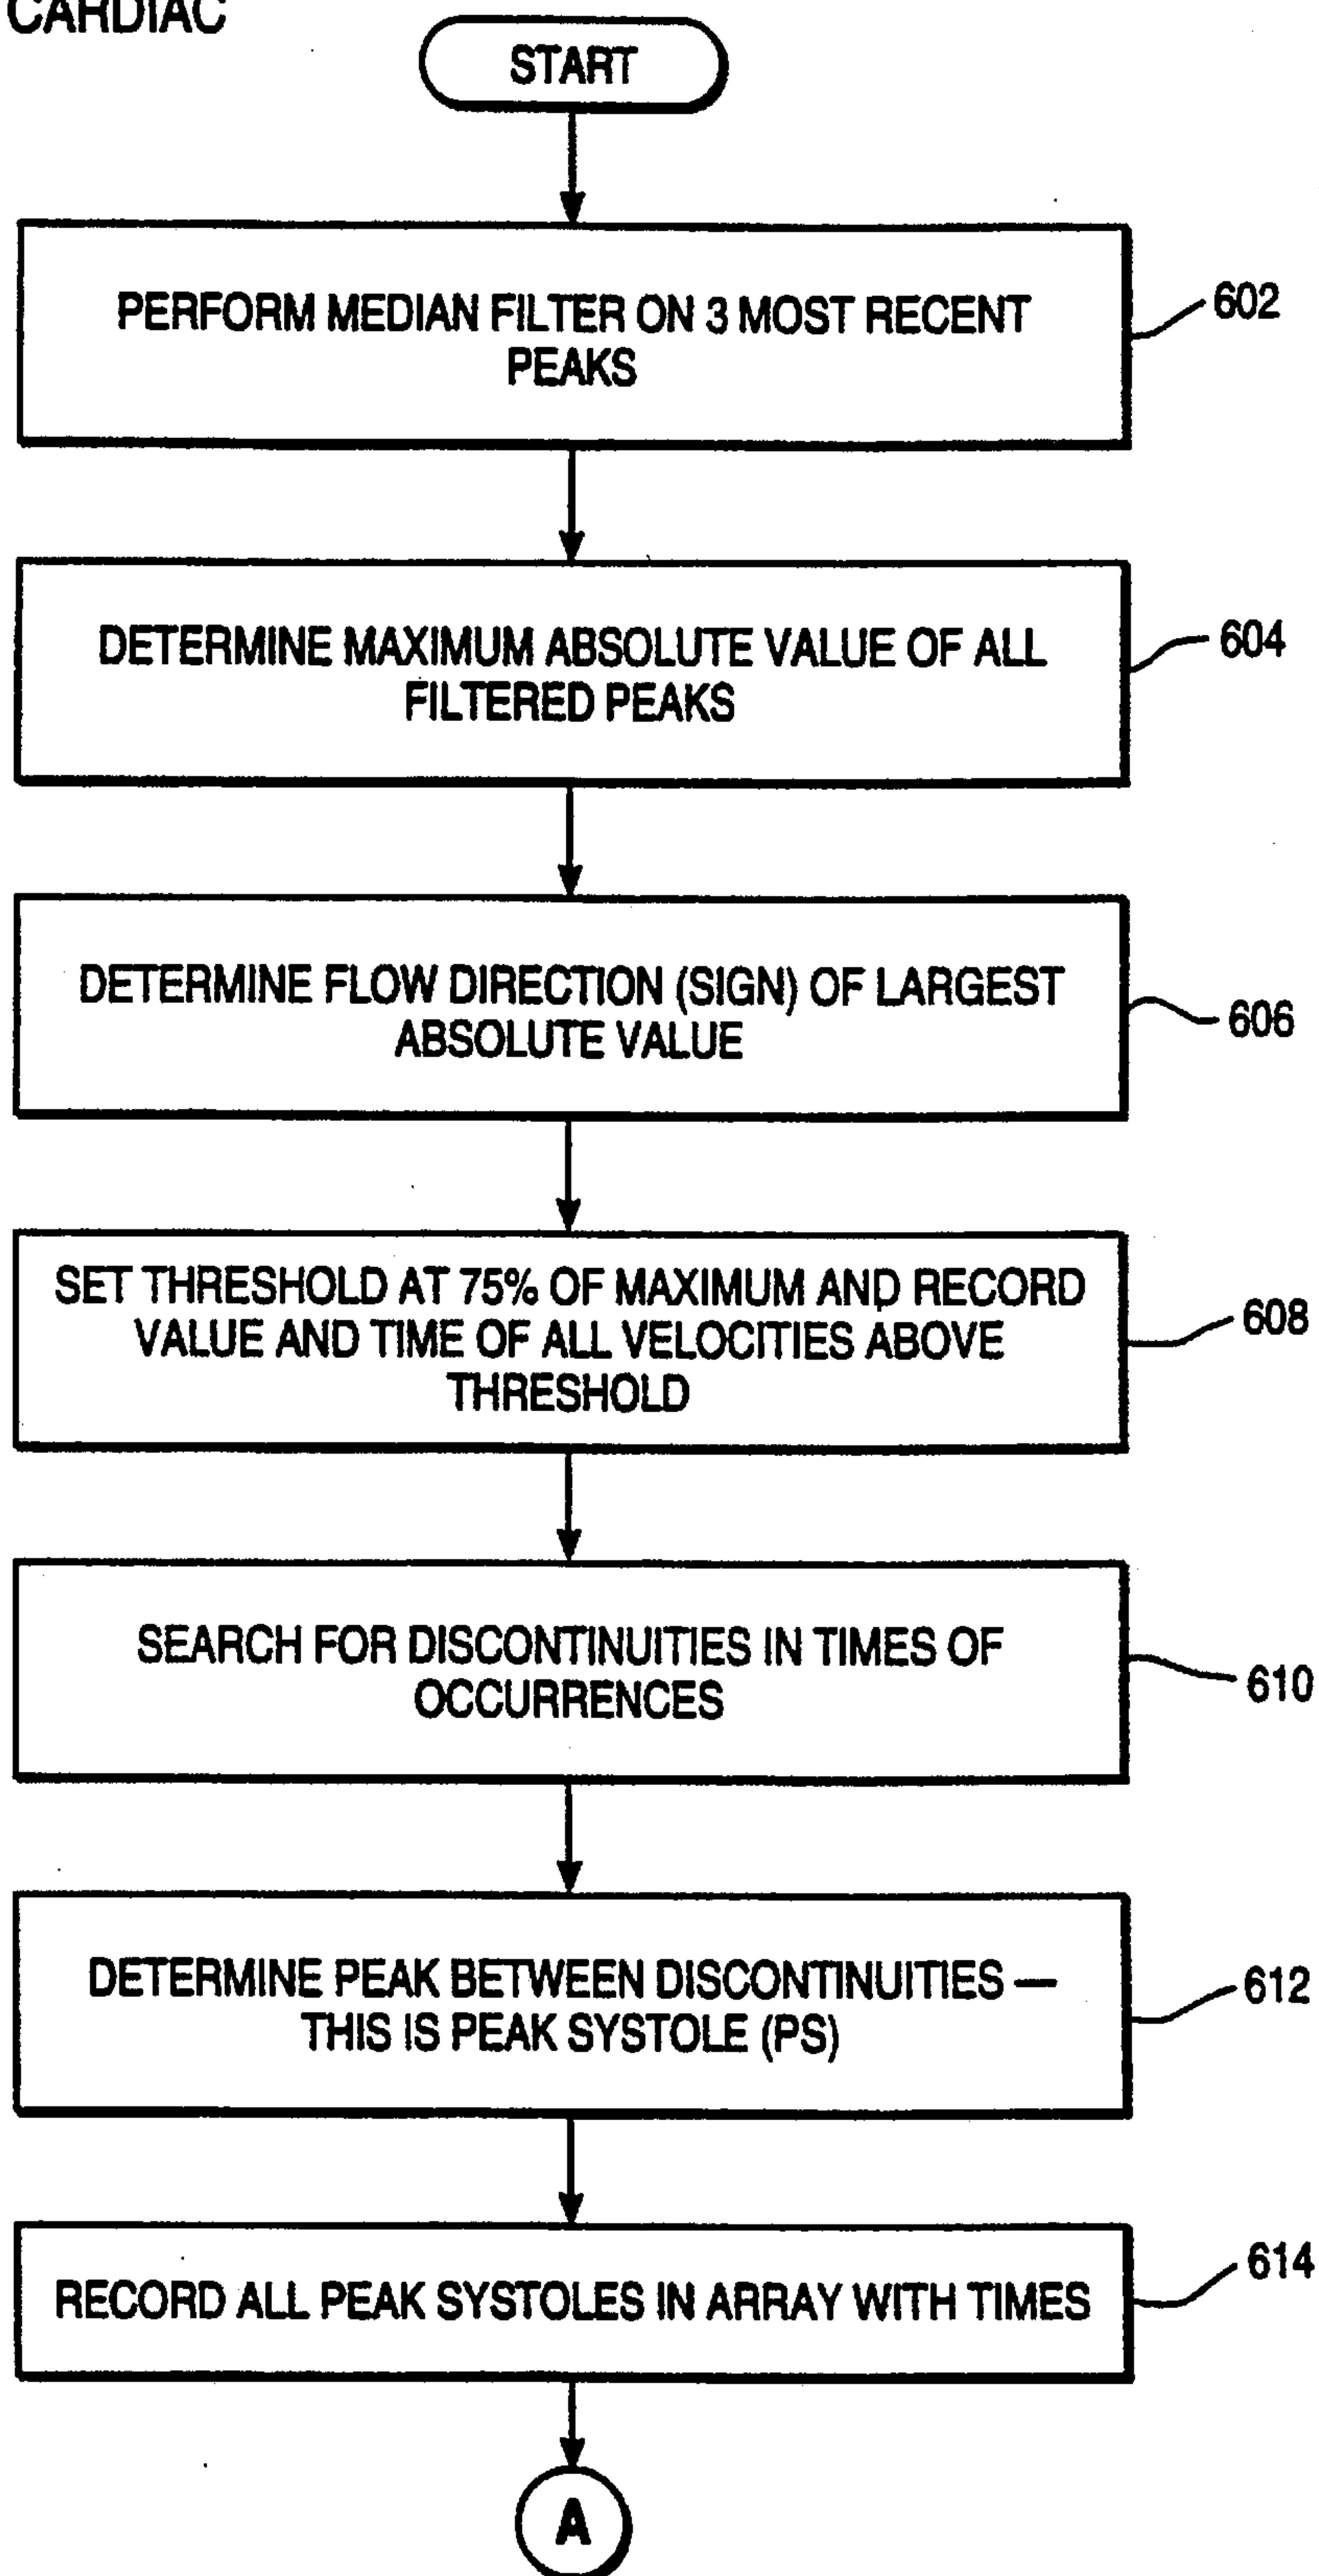 CARDIAC
START
PERFORM MEDIAN FILTER ON 3 MOST RECENT
PEAKS
602
DETERMINE MAXIMUM ABSOLUTE VALUE OF ALL
FILTERED PEAKS
604
DETERMINE FLOW DIRECTION (SIGN) OF LARGEST
ABSOLUTE VALUE
606
SET THRESHOLD AT 75% OF MAXIMUM AND RECORD
VALUE AND TIME OF ALL VELOCITIES ABOVE
THRESHOLD
608
SEARCH FOR DISCONTINUITIES IN TIMES OF
OCCURRENCES
610
DETERMINE PEAK BETWEEN DISCONTINUITIES —
THIS IS PEAK SYSTOLE (PS)
612
RECORD ALL PEAK SYSTOLES IN ARRAY WITH TIMES
614
A